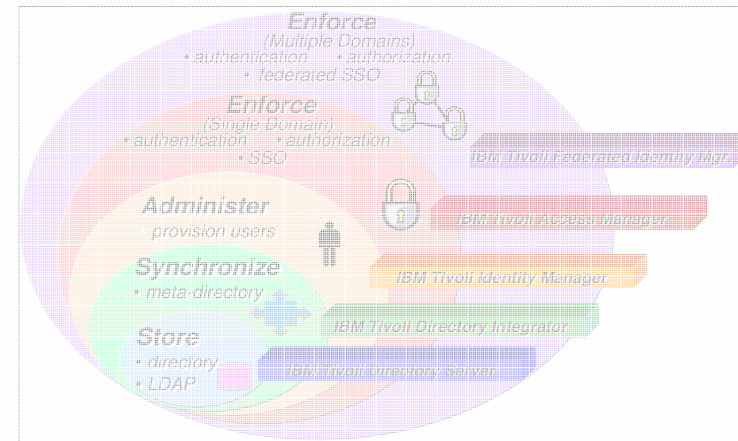 Enforce
(Multiple Domains)
• authentication • authorization
• federated SSO
Enforce
(Single Domain)
• authentication • authorization
• SSO
IBM Tivoli Federated Identity Mgr.
Administer
provision users
IBM Tivoli Access Manager
Synchronize
• meta-directory
IBM Tivoli Identity Manager
Store
• directory
• LDAP
IBM Tivoli Directory Integrator
IBM Tivoli Directory Server